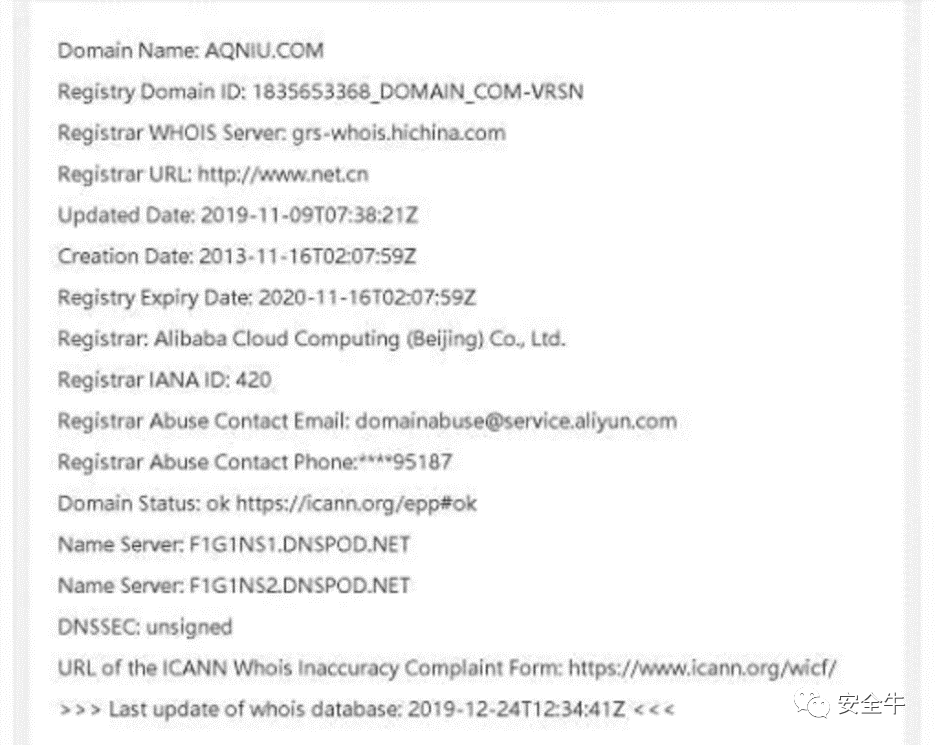 Domain Name: AQNIU.COM
Registry Domain ID: 1835653368_DOMAIN_COM-VRSN
Registrar WHOIS Server: grs-whois.hichina.com
Registrar URL: http://www.net.cn
Updated Date: 2019-11-09T07:38:21Z
Creation Date: 2013-11-16T02:07:59Z
Registry Expiry Date: 2020-11-16T02:07:59Z
Registrar: Alibaba Cloud Computing (Beijing) Co., Ltd.
Registrar IANA ID: 420
Registrar Abuse Contact Email: domainabuse@service.aliyun.com
Registrar Abuse Contact Phone:****95187
Domain Status: ok https://icann.org/epp#ok
Name Server: F1G1NS1.DNSPOD.NET
Name Server: F1G1NS2.DNSPOD.NET
DNSSEC: unsigned
URL of the ICANN Whois Inaccuracy Complaint Form: https://www.icann.org/wicf/
>>> Last update of whois database: 2019-12-24T12:34:41Z <<<
安全牛